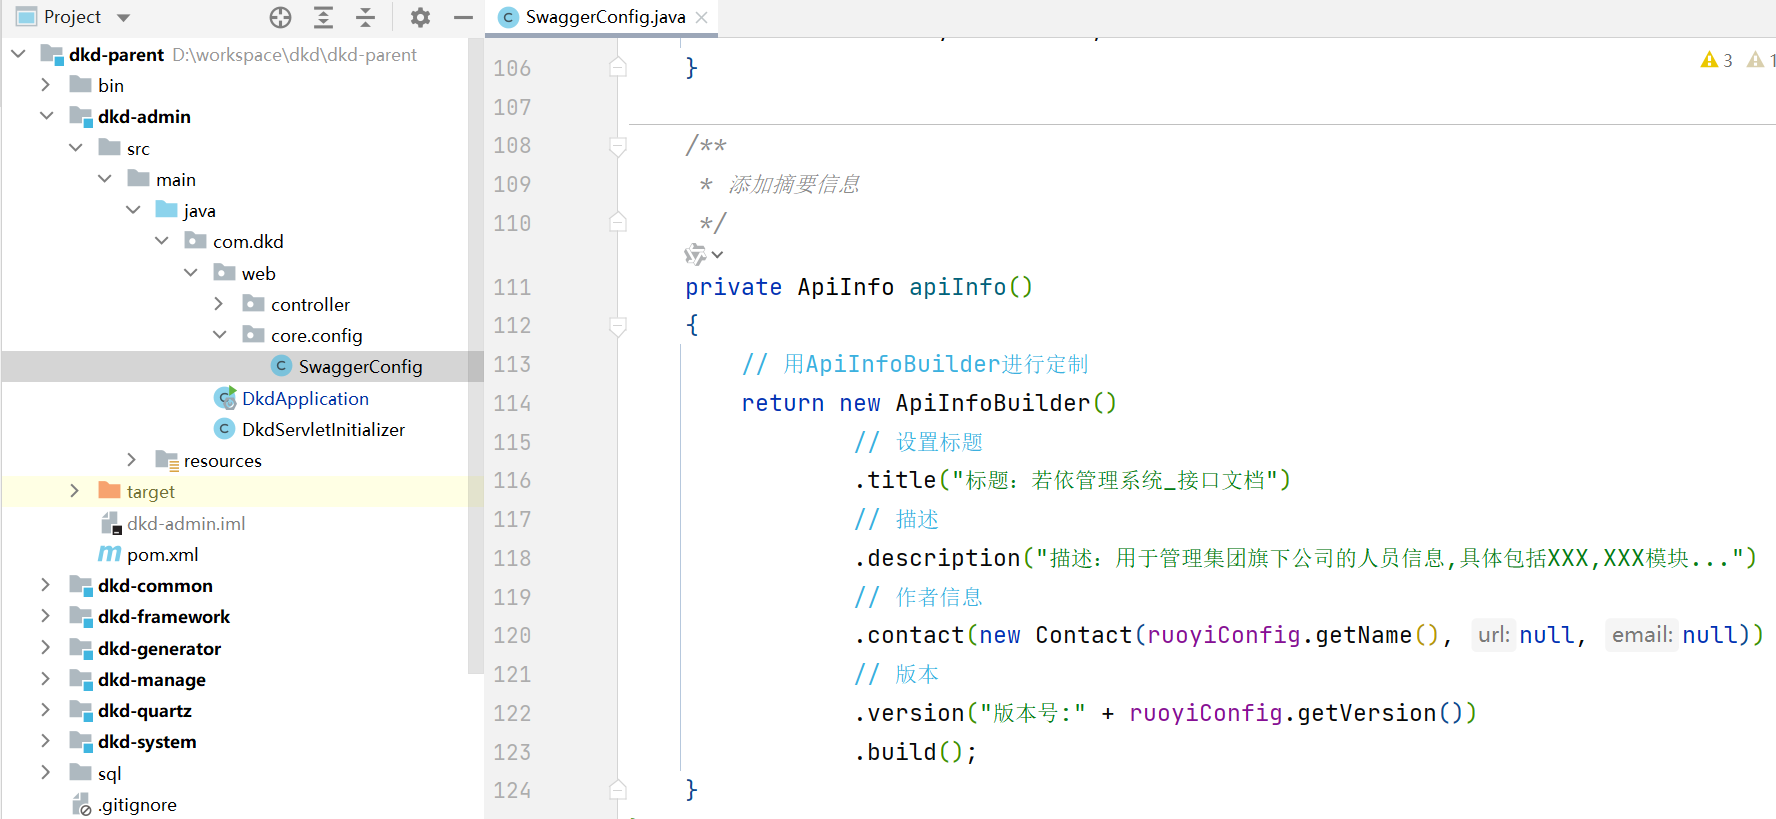 Project
dkd-parent D:\workspace\dkd\dkd-parent
bin
dkd-admin
src
main
java
com.dkd
web
controller
core.config
SwaggerConfig
DkdApplication
DkdServletInitializer
resources
target
dkd-admin.iml
pom.xml
dkd-common
dkd-framework
dkd-generator
dkd-manage
dkd-quartz
dkd-system
sql
.gitignore
SwaggerConfig.java
3 1
106 }
107
108 /**
109 * 添加摘要信息
110 */
111 private ApiInfo apiInfo()
112 {
113 // 用ApiInfoBuilder进行定制
114 return new ApiInfoBuilder()
115 // 设置标题
116 .title("标题：若依管理系统_接口文档")
117 // 描述
118 .description("描述：用于管理集团旗下公司的人员信息,具体包括XXX,XXX模块...")
119 // 作者信息
120 .contact(new Contact(ruoyiConfig.getName(), url: null, email: null))
121 // 版本
122 .version("版本号:" + ruoyiConfig.getVersion())
123 .build();
124 }